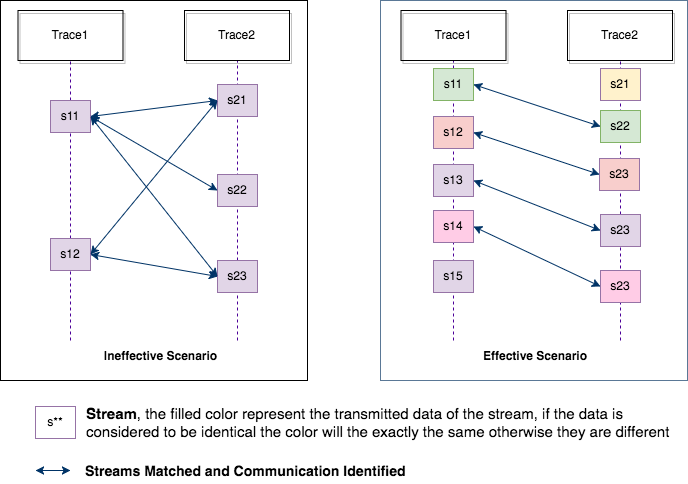 Trace1
Trace2
s11
s21
s22
s12
s23
Ineffective Scenario
Trace1
Trace2
s11
s21
s22
s12
s23
s13
s23
s14
s23
s15
Effective Scenario
s**
Stream, the filled color represent the transmitted data of the stream, if the data is
considered to be identical the color will the exactly the same otherwise they are different
Streams Matched and Communication Identified